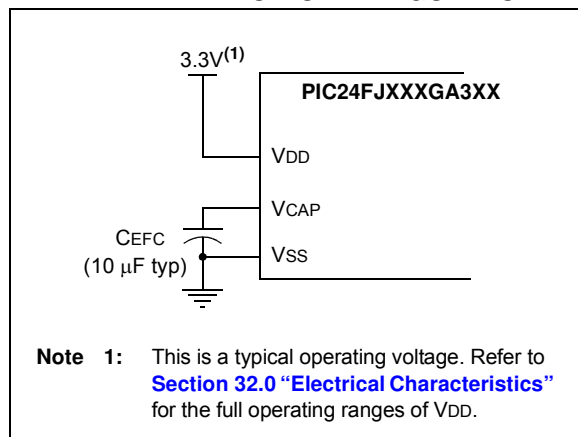 3.3V(1)
PIC24FJXXXGA3XX
VDD
VCAP
CEFC
(10 μF typ)
VSS
Note 1: This is a typical operating voltage. Refer to
Section 32.0 “Electrical Characteristics”
for the full operating ranges of VDD.